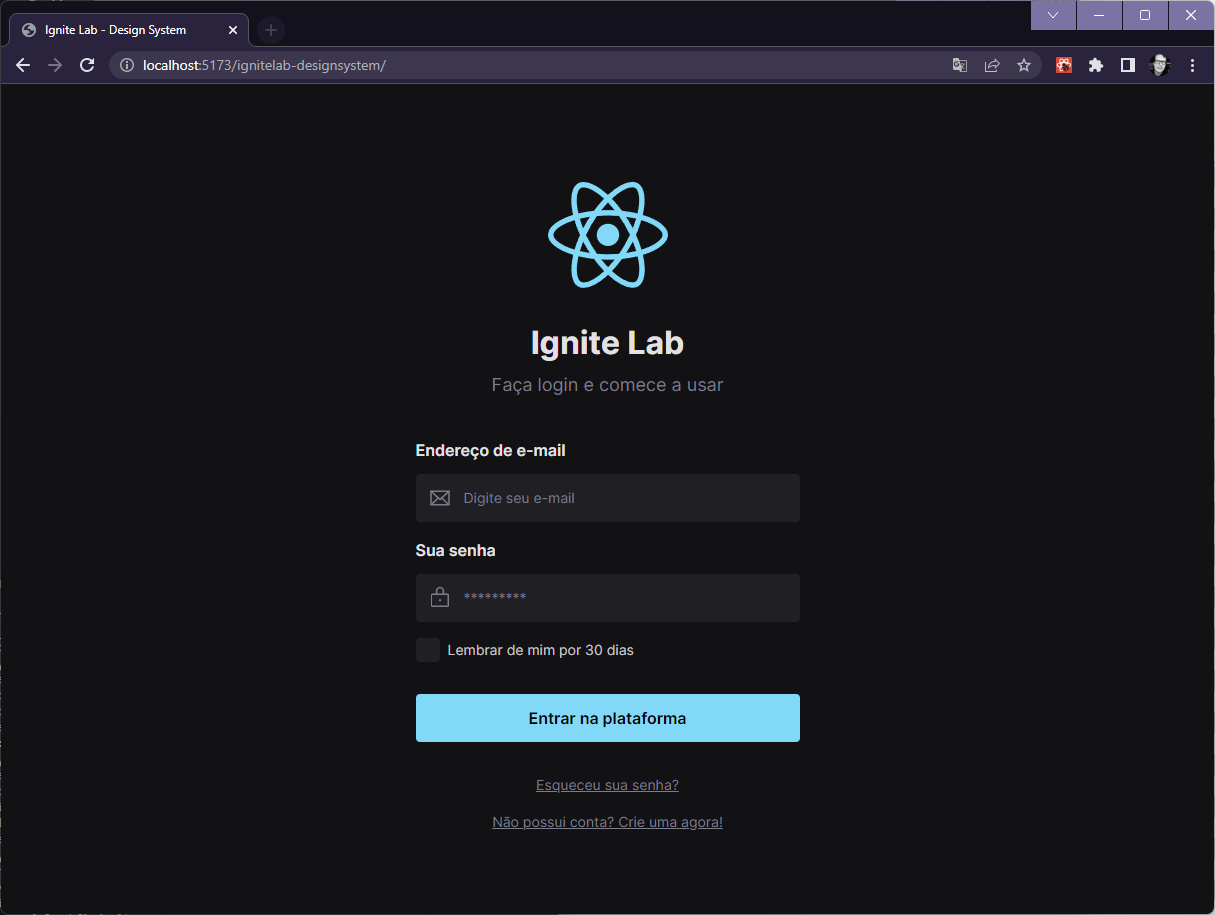 Ignite Lab - Design System
localhost:5173/ignitelab-designsystem/
Ignite Lab
Faça login e comece a usar
Endereço de e-mail
Digite seu e-mail
Sua senha
*********
Lembrar de mim por 30 dias
Entrar na plataforma
Esqueceu sua senha?
Não possui conta? Crie uma agora!